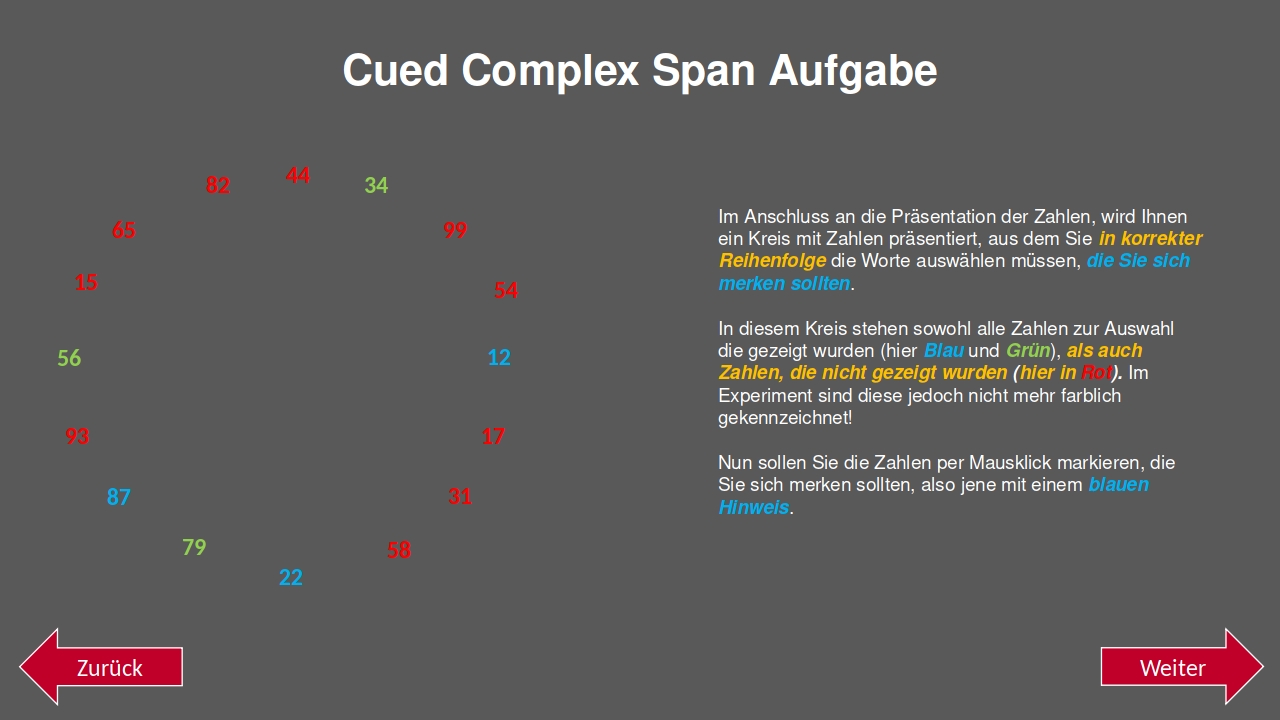 Cued Complex Span Aufgabe
44
82
34
65
99
15
54
56
12
93
17
87
31
79
58
22
Im Anschluss an die Präsentation der Zahlen, wird Ihnen
ein Kreis mit Zahlen präsentiert, aus dem Sie in korrekter
Reihenfolge die Worte auswählen müssen, die Sie sich
merken sollten.
In diesem Kreis stehen sowohl alle Zahlen zur Auswahl
die gezeigt wurden (hier Blau und Grün), als auch
Zahlen, die nicht gezeigt wurden (hier in Rot). Im
Experiment sind diese jedoch nicht mehr farblich
gekennzeichnet!
Nun sollen Sie die Zahlen per Mausklick markieren, die
Sie sich merken sollten, also jene mit einem blauen
Hinweis.
Zurück
Weiter